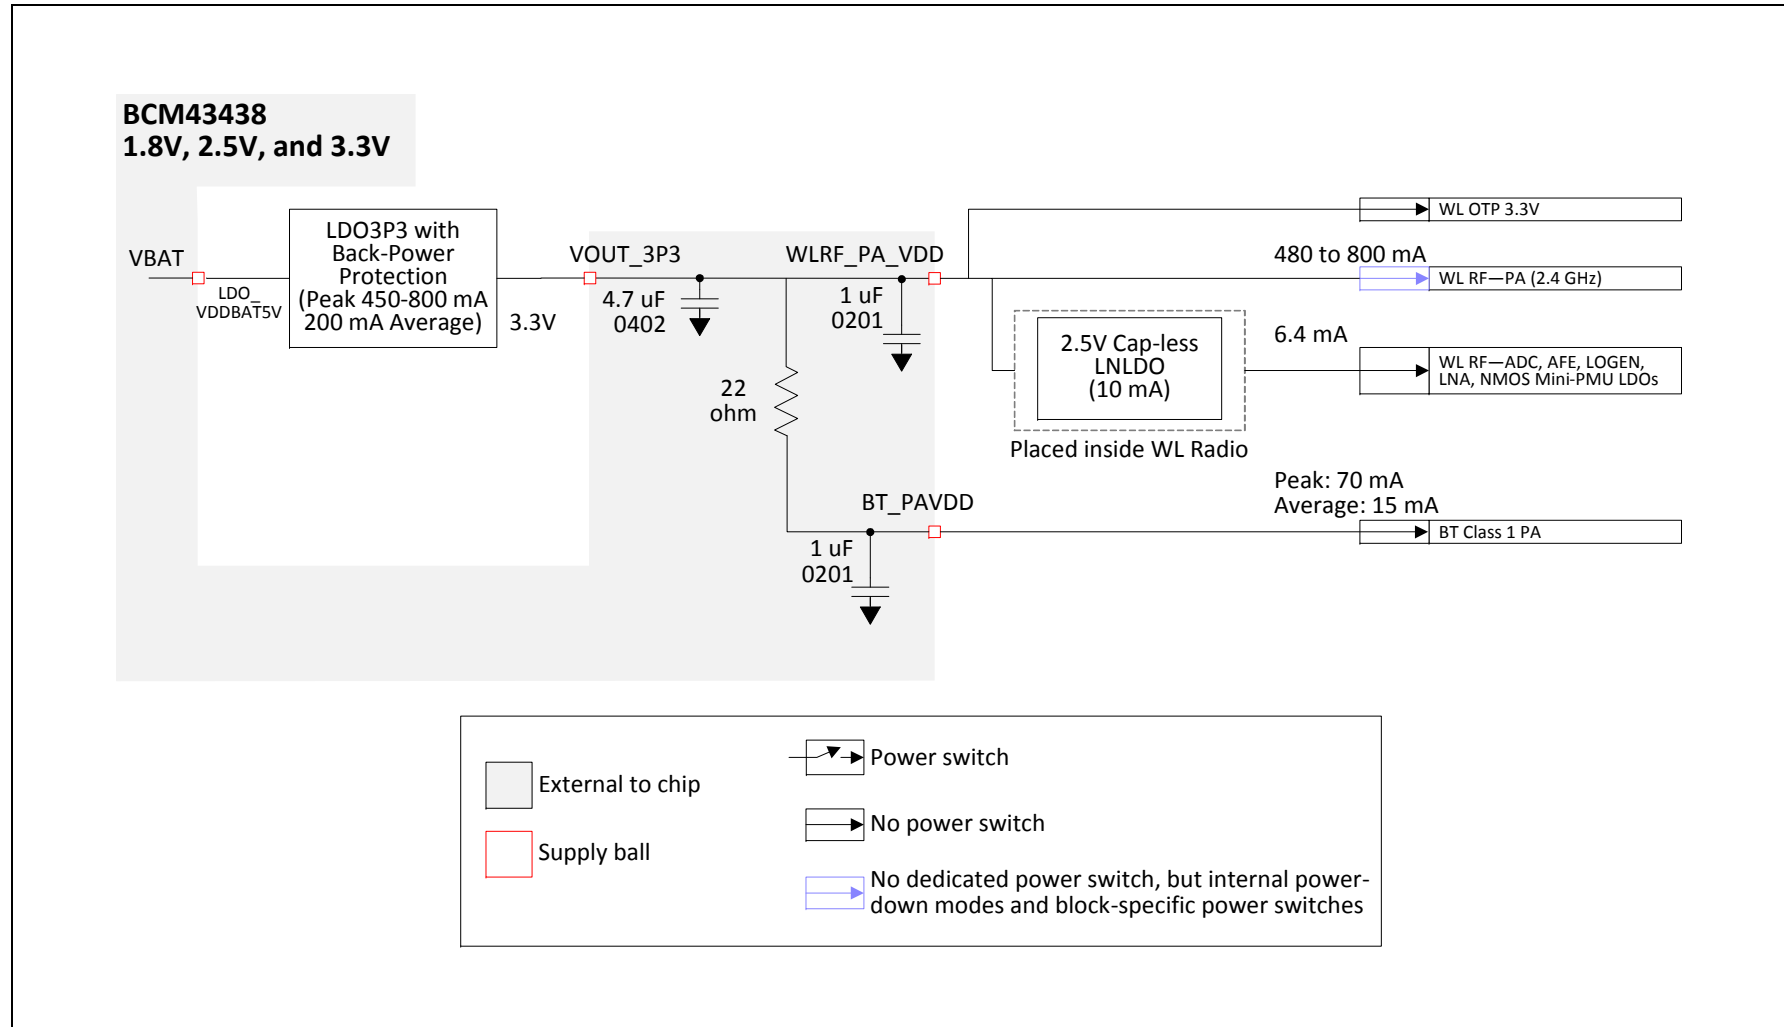 BCM43438
1.8V, 2.5V, and 3.3V
VBAT
LDO_
VDDBAT5V
LDO3P3 with
Back-Power
Protection
(Peak 450-800 mA
200 mA Average)
3.3V
VOUT_3P3
4.7 uF
0402
WLRF_PA_VDD
1 uF
0201
22
ohm
BT_PAVDD
1 uF
0201
WL OTP 3.3V
480 to 800 mA
WL RF—PA (2.4 GHz)
2.5V Cap-less
LNLDO
(10 mA)
Placed inside WL Radio
6.4 mA
WL RF—ADC, AFE, LOGEN,
LNA, NMOS Mini-PMU LDOs
Peak: 70 mA
Average: 15 mA
BT Class 1 PA
External to chip
Supply ball
Power switch
No power switch
No dedicated power switch, but internal power-
down modes and block-specific power switches